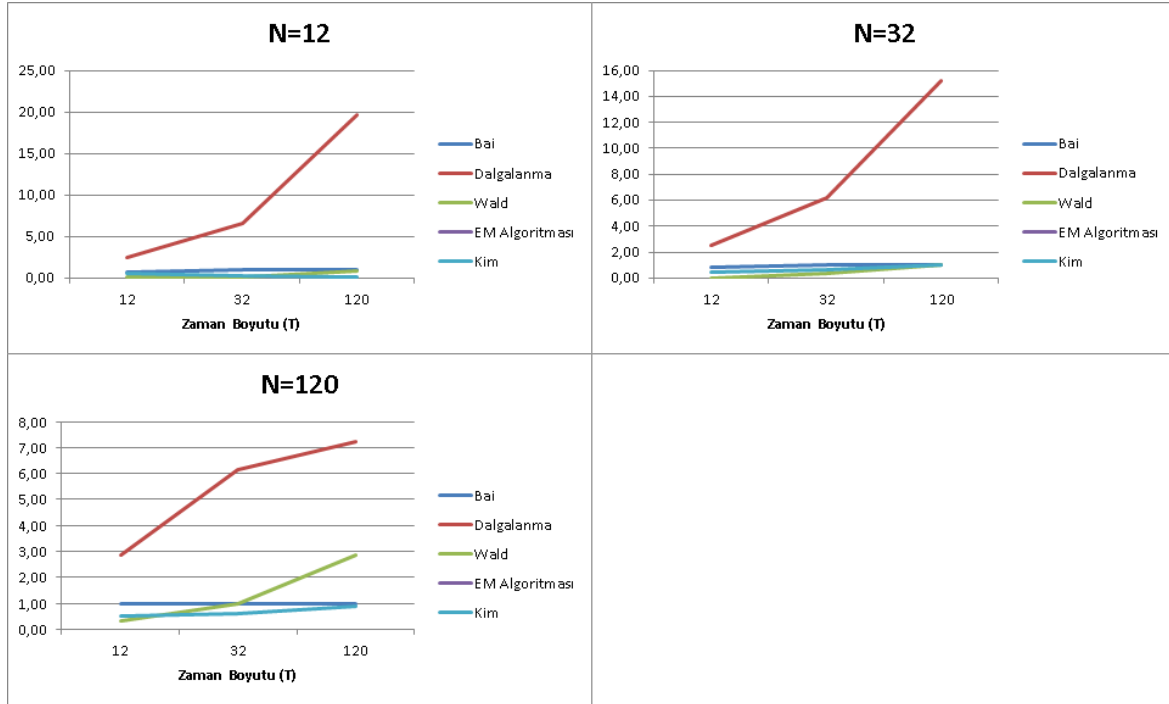 N=12
25,00
20,00
15,00
10,00
5,00
0,00
12 32 120
Zaman Boyutu (T)
Bai
Dalgalanma
Wald
EM Algoritması
Kim
N=32
16,00
14,00
12,00
10,00
8,00
6,00
4,00
2,00
0,00
12 32 120
Zaman Boyutu (T)
Bai
Dalgalanma
Wald
EM Algoritması
Kim
N=120
8,00
7,00
6,00
5,00
4,00
3,00
2,00
1,00
0,00
12 32 120
Zaman Boyutu (T)
Bai
Dalgalanma
Wald
EM Algoritması
Kim